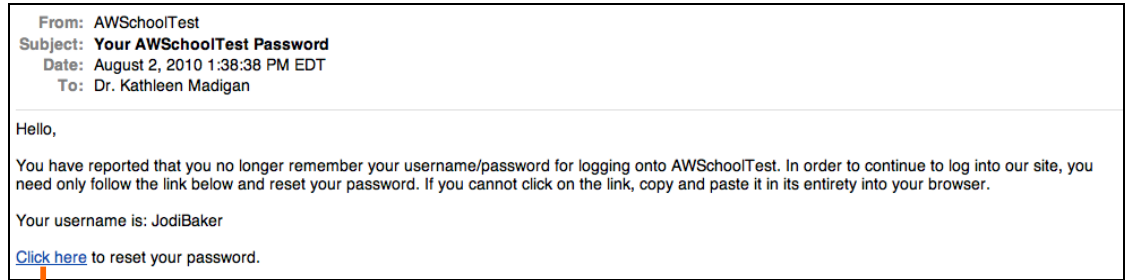 From: AWSchoolTest
Subject: Your AWSchoolTest Password
Date: August 2, 2010 1:38:38 PM EDT
To: Dr. Kathleen Madigan
Hello,
You have reported that you no longer remember your username/password for logging onto AWSchoolTest. In order to continue to log into our site, you
need only follow the link below and reset your password. If you cannot click on the link, copy and paste it in its entirety into your browser.
Your username is: JodiBaker
Click here to reset your password.